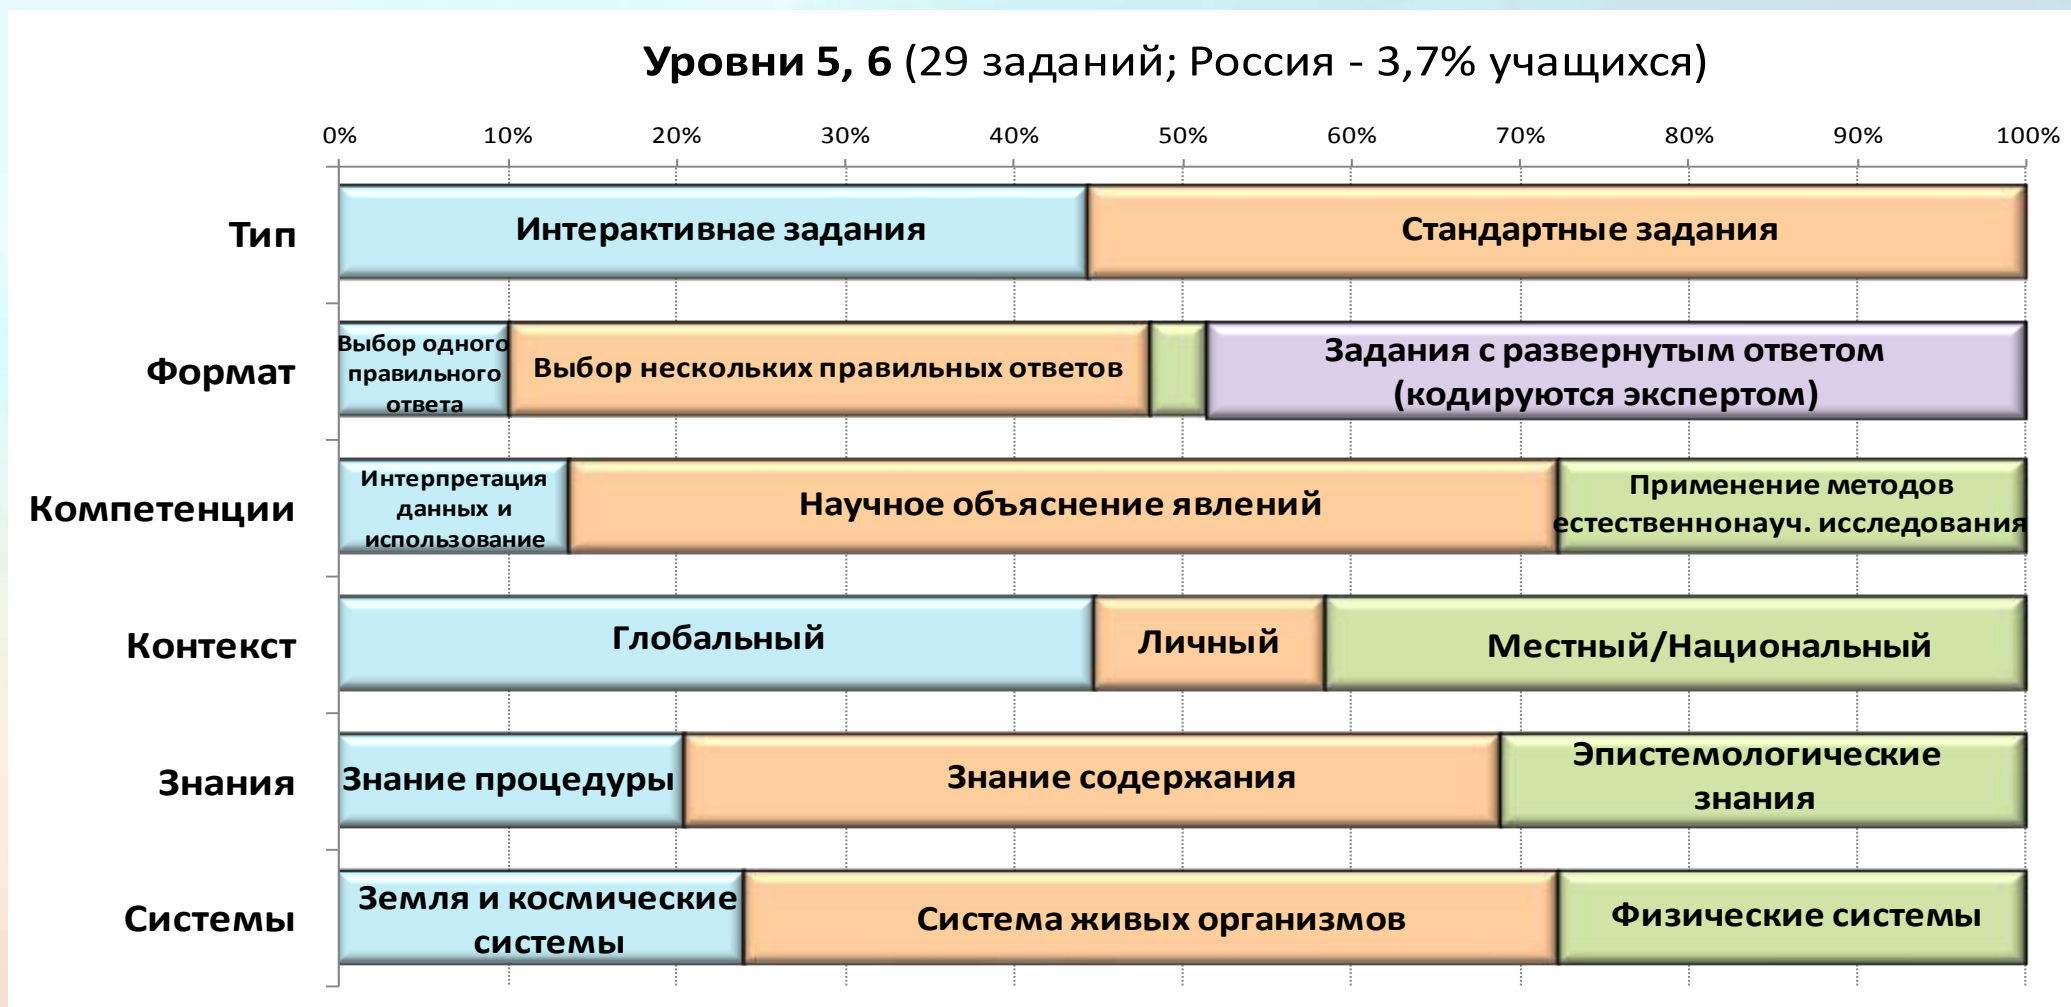 Уровни 5, 6 (29 заданий; Россия - 3,7% учащихся)
0% 10% 20% 30% 40% 50% 60% 70% 80% 90% 100%
Тип
Интерактивнае задания
Стандартные задания
Формат
Выбор одного
правильного
ответа
Выбор нескольких правильных ответов
Задания с развернутым ответом
(кодируются экспертом)
Компетенции
Интерпретация
данных и
использование
Научное объяснение явлений
Применение методов
естественнонауч. исследования
Контекст
Глобальный
Личный
Местный/Национальный
Знания
Знание процедуры
Знание содержания
Эпистемологические
знания
Системы
Земля и космические
системы
Система живых организмов
Физические системы